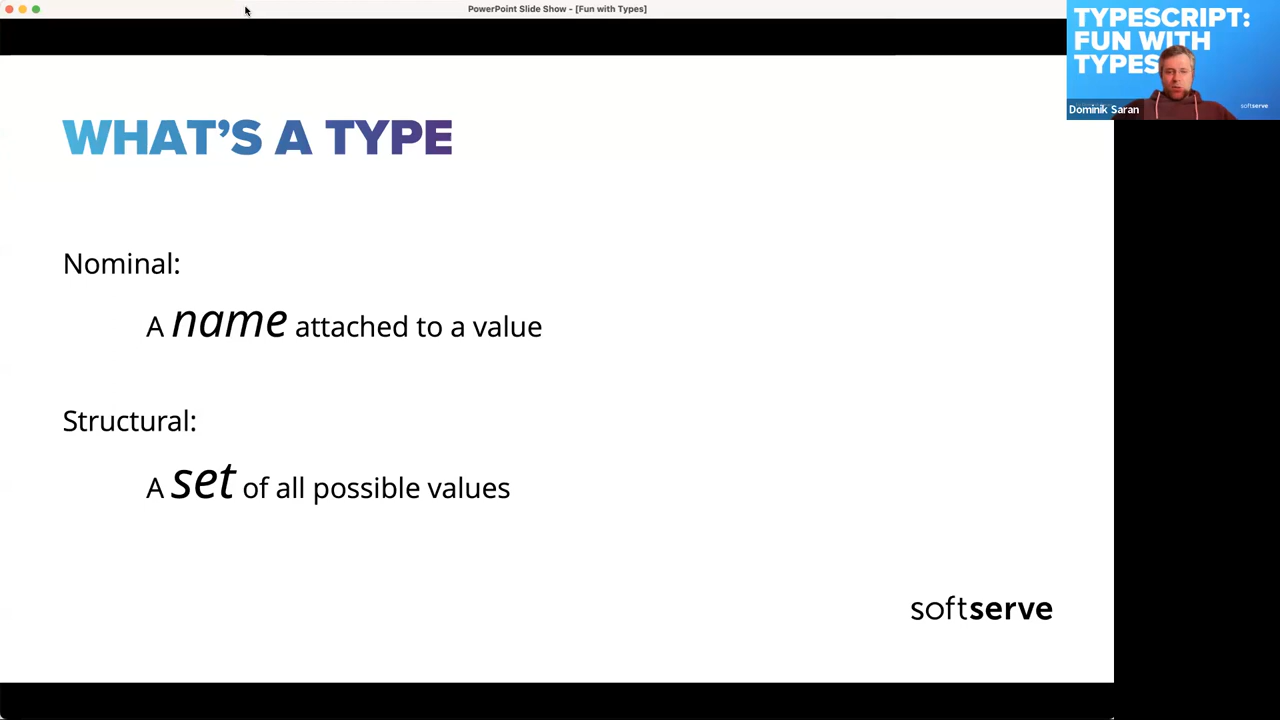 PowerPoint Slide Show - [Fun with Types]
TYPESCRIPT:
FUN WITH
TYPES
Dominik Saran
softserve
WHAT'S A TYPE
Nominal:
A name attached to a value
Structural:
A set of all possible values
softserve